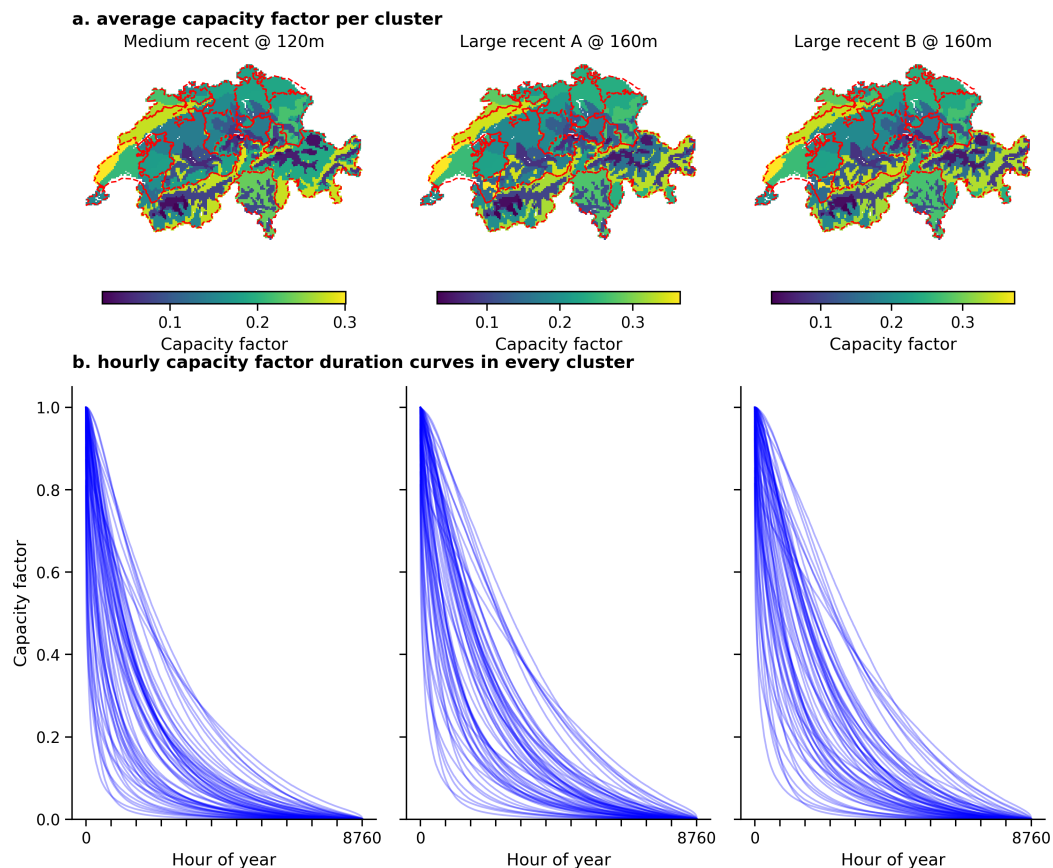 a. average capacity factor per cluster
Medium recent @ 120m
Large recent A @ 160m
Large recent B @ 160m
0.1 0.2 0.3
0.1 0.2 0.3
0.1 0.2 0.3
Capacity factor
Capacity factor
Capacity factor
b. hourly capacity factor duration curves in every cluster
1.0
0.8
0.6
0.4
0.2
0.0
Capacity factor
0 8760
0 8760
0 8760
Hour of year
Hour of year
Hour of year